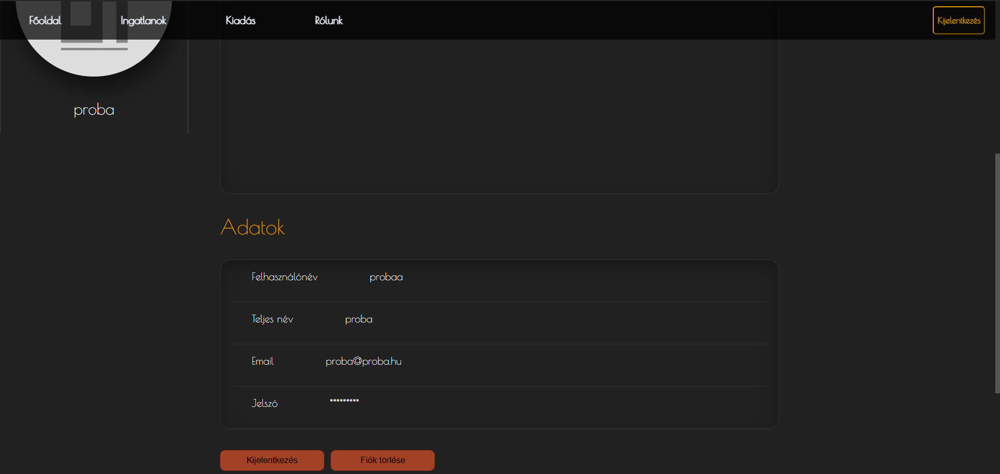 Főoldal Ingatlanok Kiadás Rólunk Kijelentkezés
proba
Adatok
Felhasználónév probaa
Teljes név proba
Email proba@proba.hu
Jelszó *********
Kijelentkezés Fiók törlése